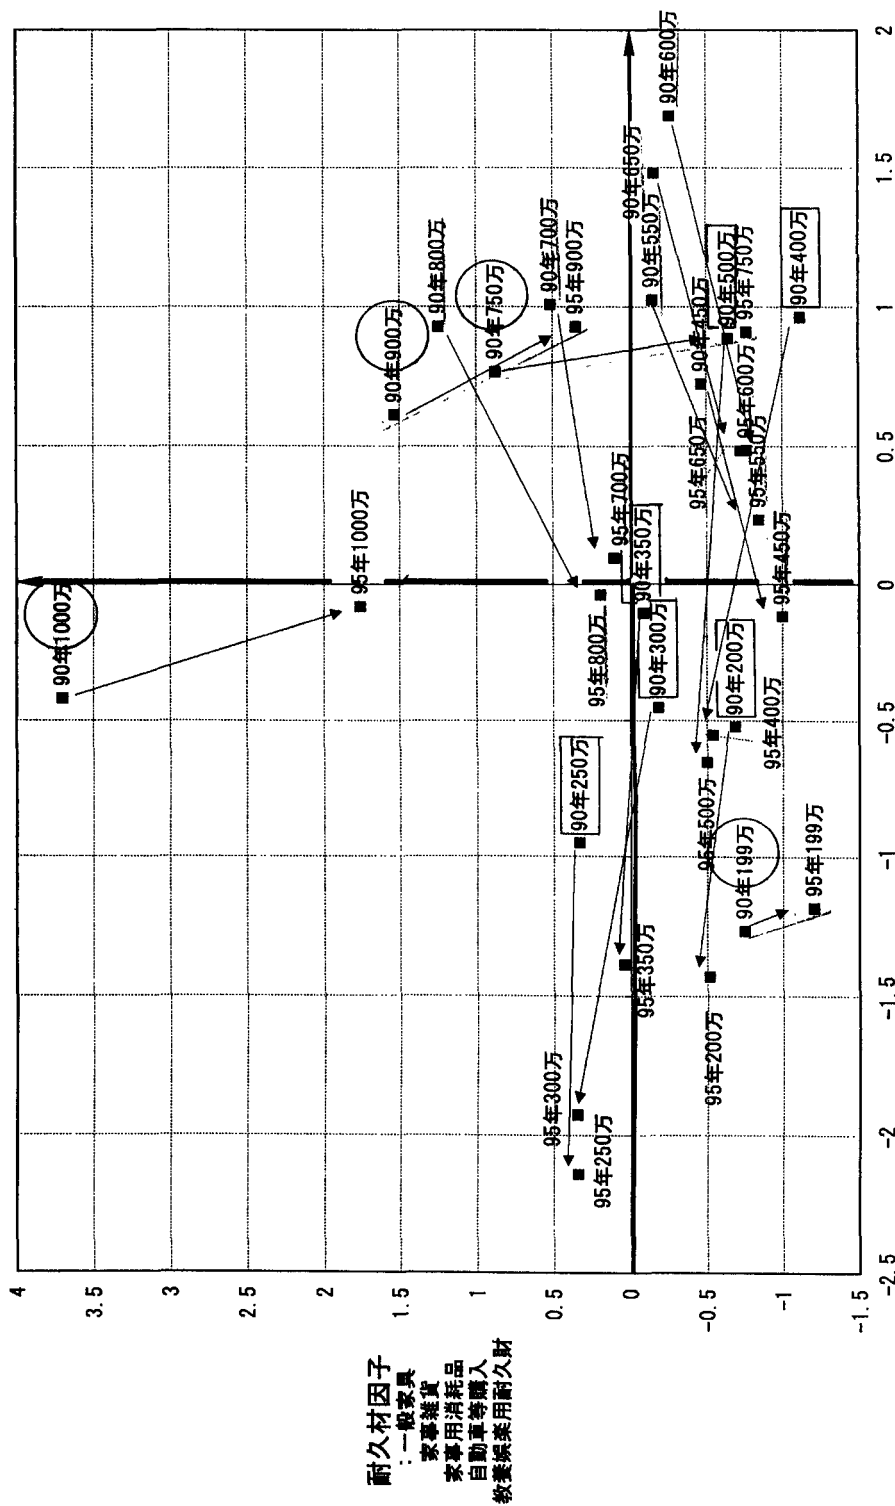 耐久材因子
：一般家具
家事雑貨
家事用消耗品
自動車等購入
教養娯楽用耐久財
4
3.5
3
2.5
2
1.5
1
0.5
0
-0.5
-1
-1.5
-2.5
-2
-1.5
-1
-0.5
0
0.5
1
1.5
2
90年1000万
95年1000万
90年900万
90年800万
90年750万
90年700万
95年900万
95年700万
95年800万
90年350万
90年300万
90年250万
95年300万
95年250万
95年350万
90年650万
90年600万
90年550万
90年450万
90年500万
95年750万
90年400万
95年650万
95年600万
95年550万
95年450万
90年200万
95年400万
95年500万
90年199万
95年199万
95年200万